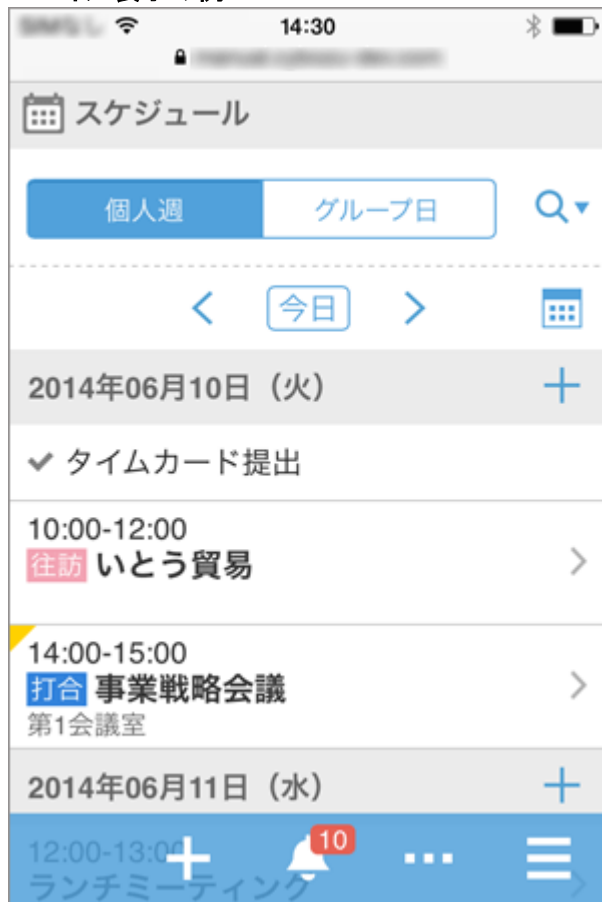 14:30
スケジュール
個人週 グループ日
今日
2014年06月10日（火）
タイムカード提出
10:00-12:00
往訪 いとう貿易
14:00-15:00
打合 事業戦略会議
第1会議室
2014年06月11日（水）
10
12:00-13:00
ランチミーティング